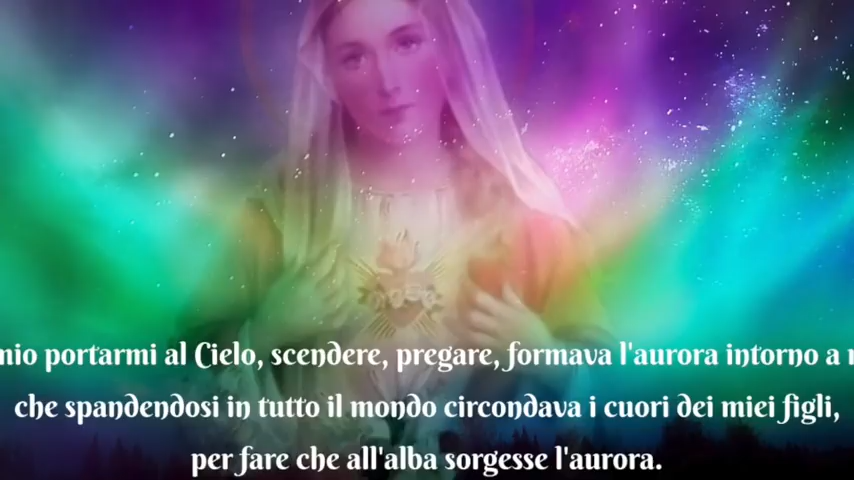 mio portarmi al Cielo, scendere, pregare, formava l'aurora intorno a
che spandendosi in tutto il mondo circondava i cuori dei miei figli,
per fare che all'alba sorgesse l'aurora.